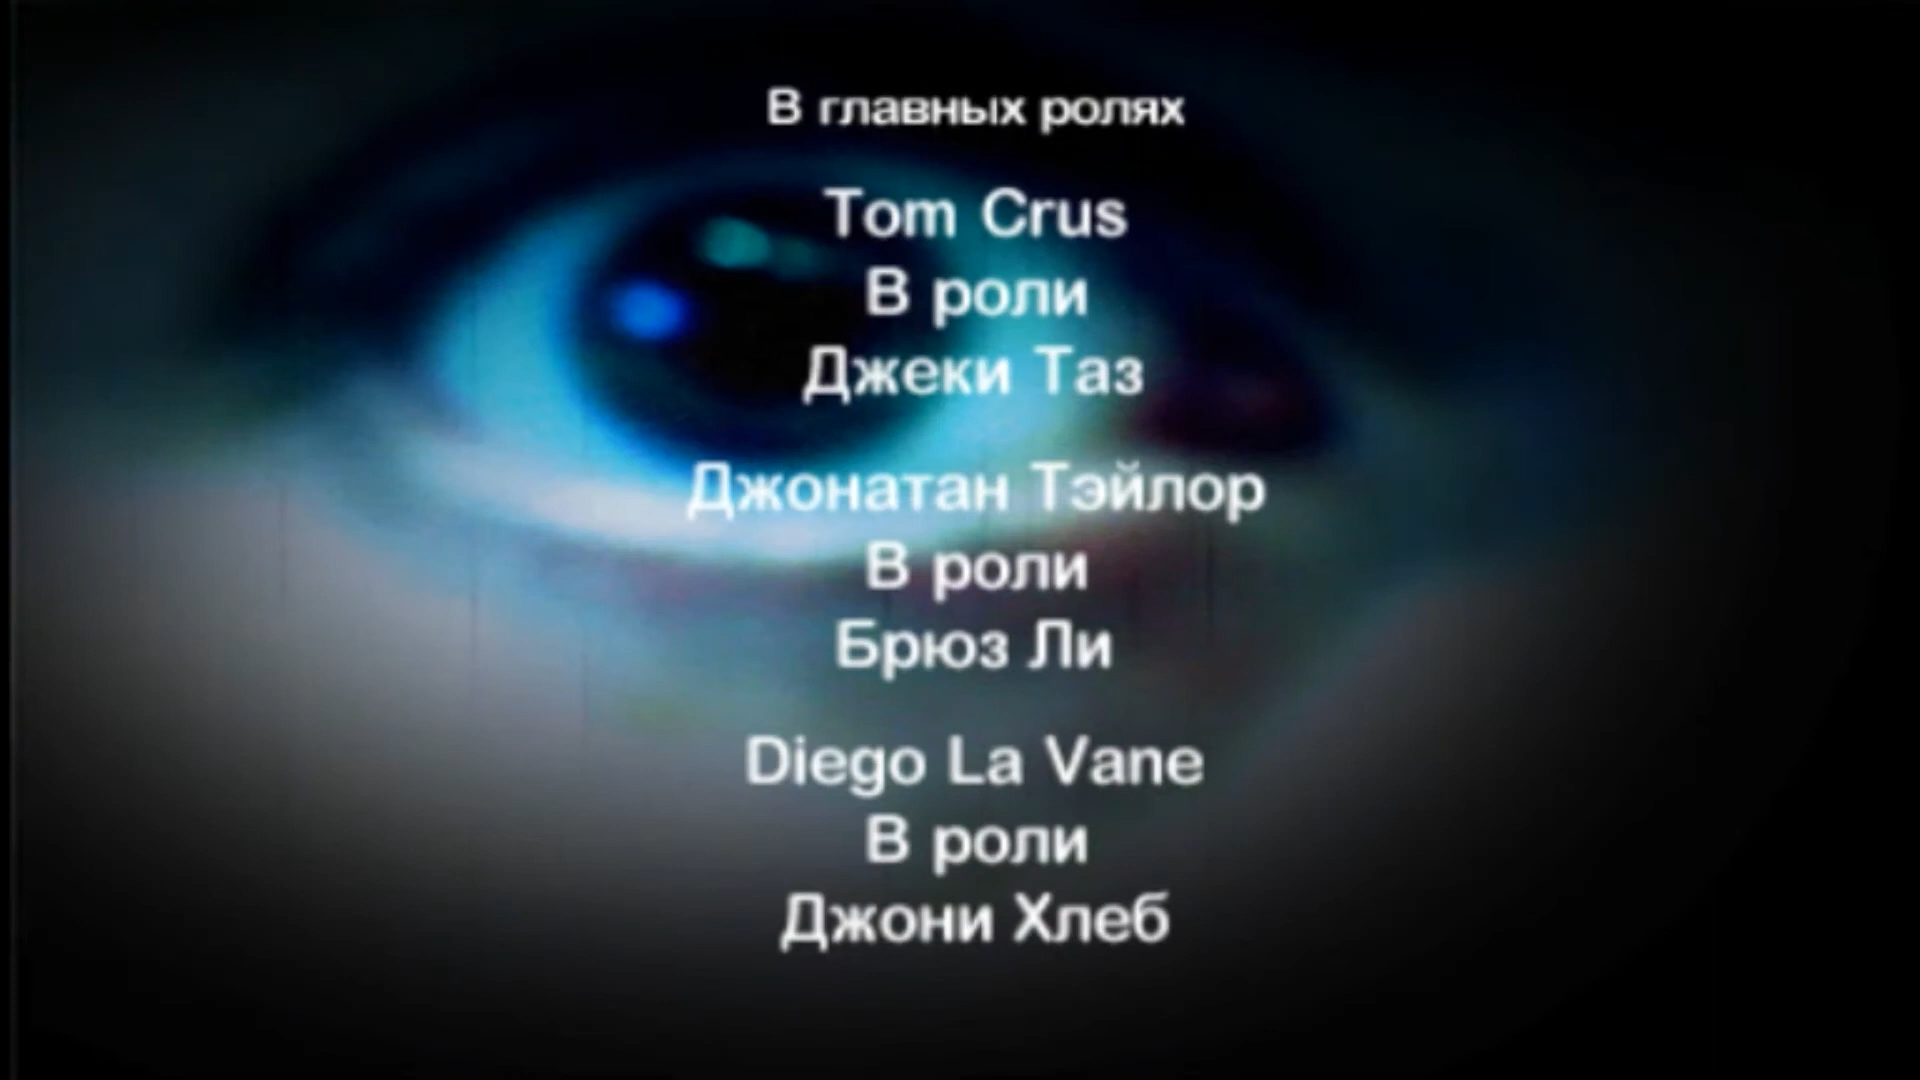 В главных ролях
Tom Crus
В роли
Джеки Таз
Джонатан Тэйлор
В роли
Брюз Ли
Diego La Vane
В роли
Джони Хлеб